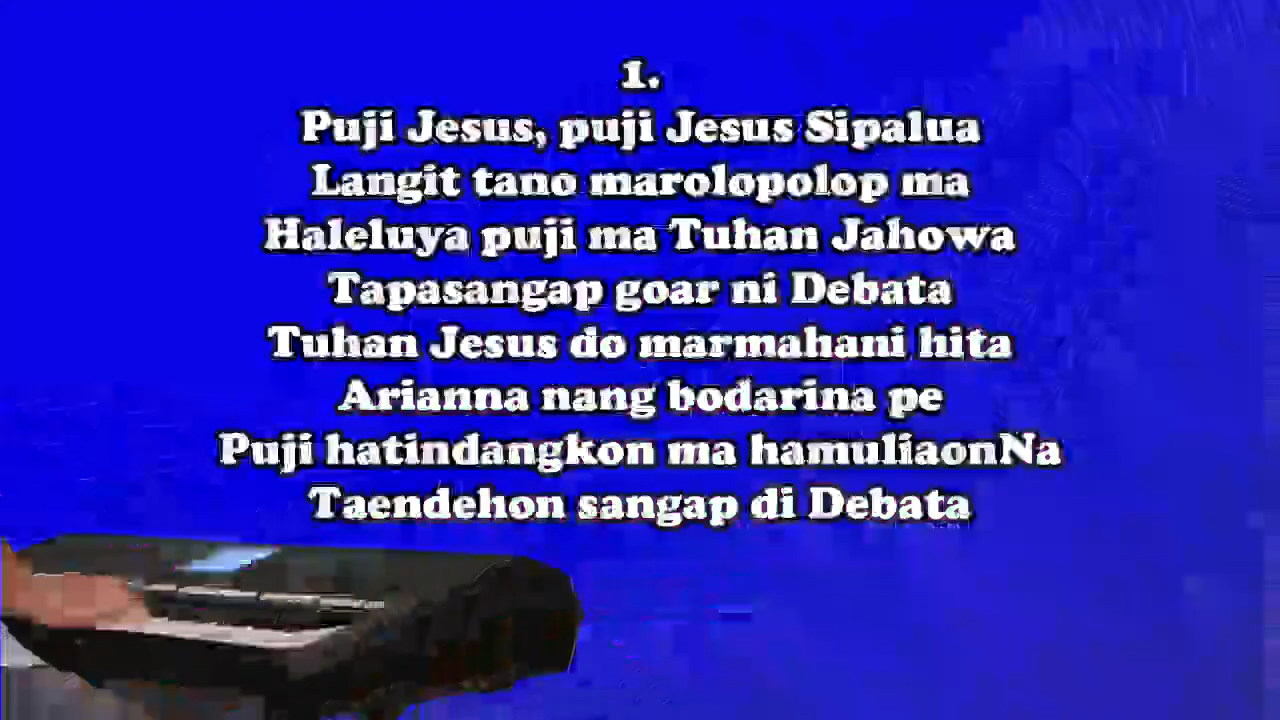 1.
Puji Jesus, puji Jesus Sipalua
Langit tano marolopolop ma
Haleluya puji ma Tuhan Jahowa
Tapasangap goar ni Debata
Tuhan Jesus do marmahani hita
Arianna nang bodarina pe
Puji hatindangkon ma hamuliaonNa
Taendehon sangap di Debata